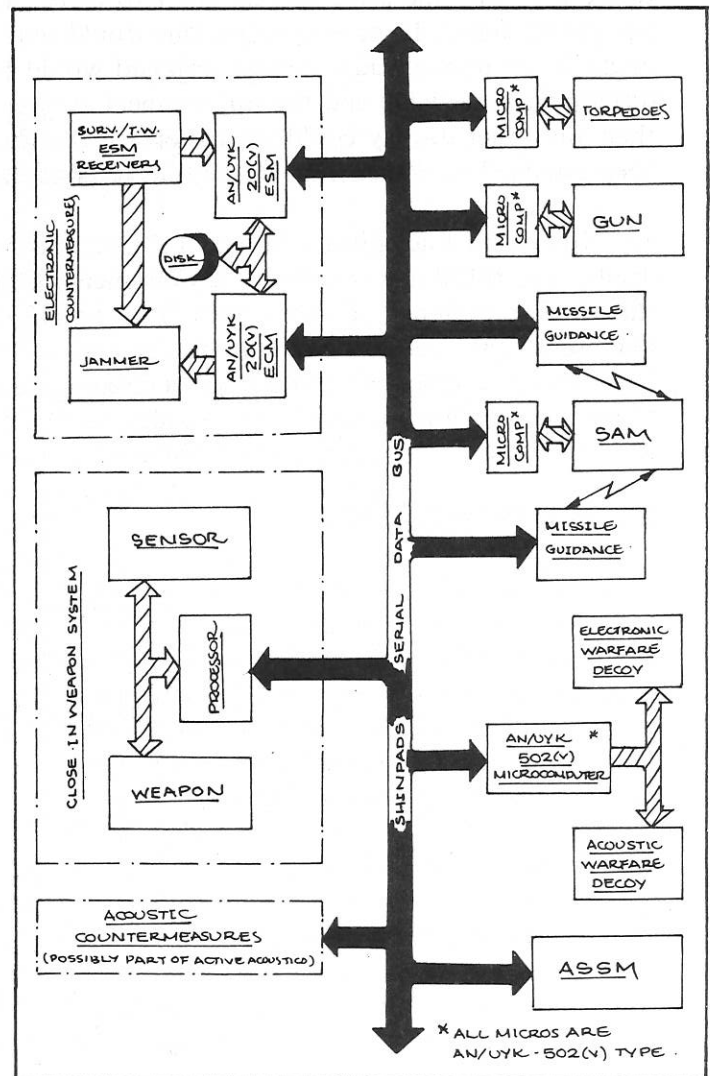 ELECTRONIC
COUNTERMEASURES
SURV./T.W.
ESM
RECEIVERS
AN/UYK
20(V)
ESM
DISK
JAMMER
AN/UYK
20(V)
ECM
CLOSE-IN WEAPON SYSTEM
SENSOR
PROCESSOR
WEAPON
ACOUSTIC
COUNTERMEASURES
(POSSIBLY PART OF ACTIVE ACOUSTICS)
SHINPADS SERIAL DATA BUS
MICRO
COMP*
TORPEDOES
MICRO
COMP*
GUN
MISSILE
GUIDANCE
MICRO
COMP*
SAM
MISSILE
GUIDANCE
ELECTRONIC
WARFARE
DECOY
AN/UYK *
502(V)
MICROCOMPUTER
ACOUSTIC
WARFARE
DECOY
ASSM
* ALL MICROS ARE
AN/UYK-502(V) TYPE.